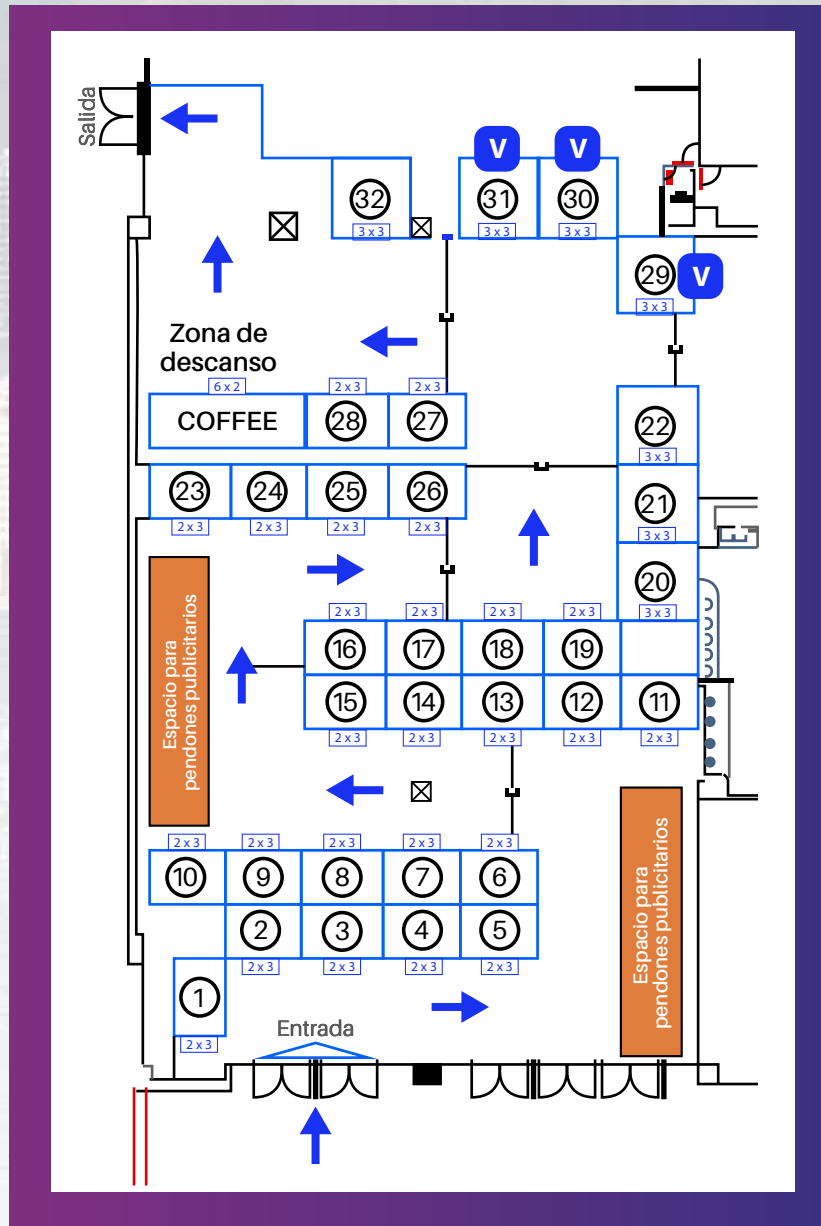 Salida
V
V
32
31
30
3 x 3
3 x 3
3 x 3
29
V
3 x 3
Zona de
descanso
6 x 2
2 x 3
2 x 3
COFFEE
28
27
22
3 x 3
23
24
25
26
2 x 3
2 x 3
2 x 3
2 x 3
21
3 x 3
20
3 x 3
Espacio para
pendones publicitarios
2 x 3
2 x 3
2 x 3
2 x 3
16
17
18
19
15
14
13
12
11
2 x 3
2 x 3
2 x 3
2 x 3
2 x 3
Espacio para
pendones publicitarios
2 x 3
2 x 3
2 x 3
2 x 3
2 x 3
10
9
8
7
6
2
3
4
5
2 x 3
2 x 3
2 x 3
2 x 3
1
2 x 3
Entrada